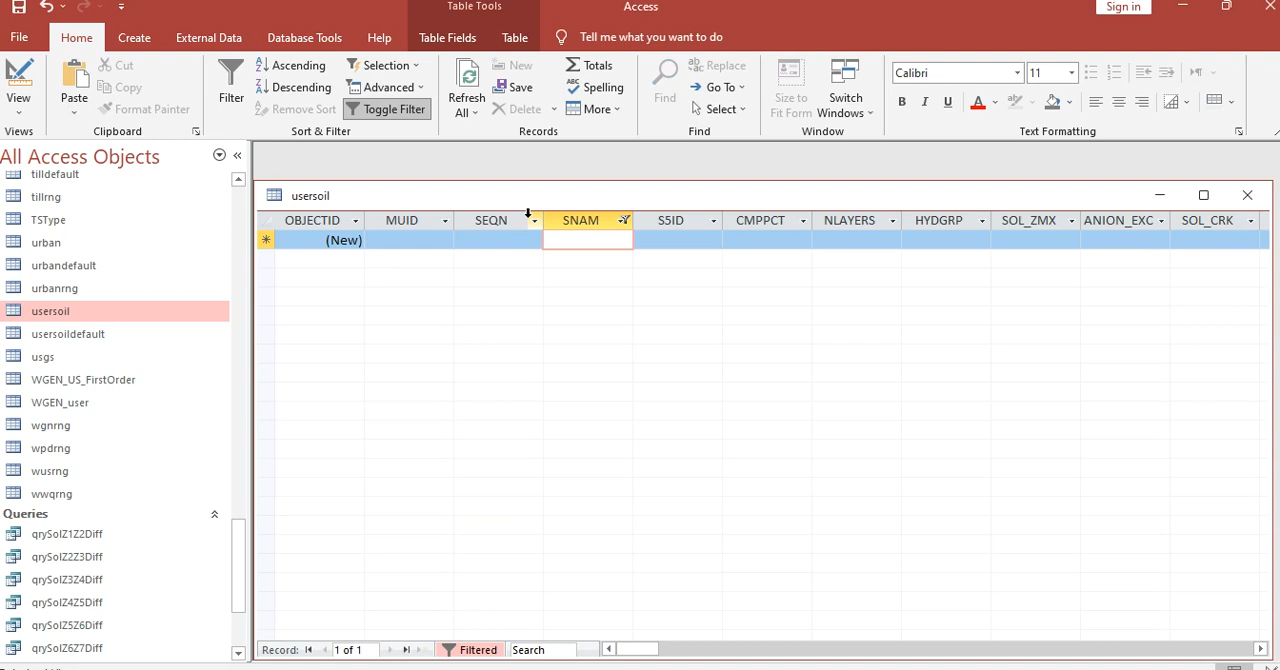 Table Tools Access Sign in
File Home Create External Data Database Tools Help Table Fields Table Tell me what you want to do
View
Views
Paste
Cut
Copy
Format Painter
Clipboard
Filter
Ascending
Descending
Remove Sort
Selection
Advanced
Toggle Filter
Sort & Filter
Refresh
All
New
Save
Delete
Totals
Spelling
More
Records
Find
Replace
Go To
Select
Find
Size to
Fit Form
Switch
Windows
Window
Calibri 11
B I U A
Text Formatting
All Access Objects
tilldefault
tillrng
TSType
urban
urbandefault
urbanrng
usersoil
usersoildefault
usgs
WGEN_US_FirstOrder
WGEN_user
wgnrng
wpdrng
wusrng
wwqrng
Queries
qrySolZ1Z2Diff
qrySolZ2Z3Diff
qrySolZ3Z4Diff
qrySolZ4Z5Diff
qrySolZ5Z6Diff
qrySolZ6Z7Diff
usersoil
OBJECTID MUID SEQN SNAM S5ID CMPPCT NLAYERS HYDGRP SOL_ZMX ANION_EXC SOL_CRK
(New)
Record: 1 of 1 Filtered Search